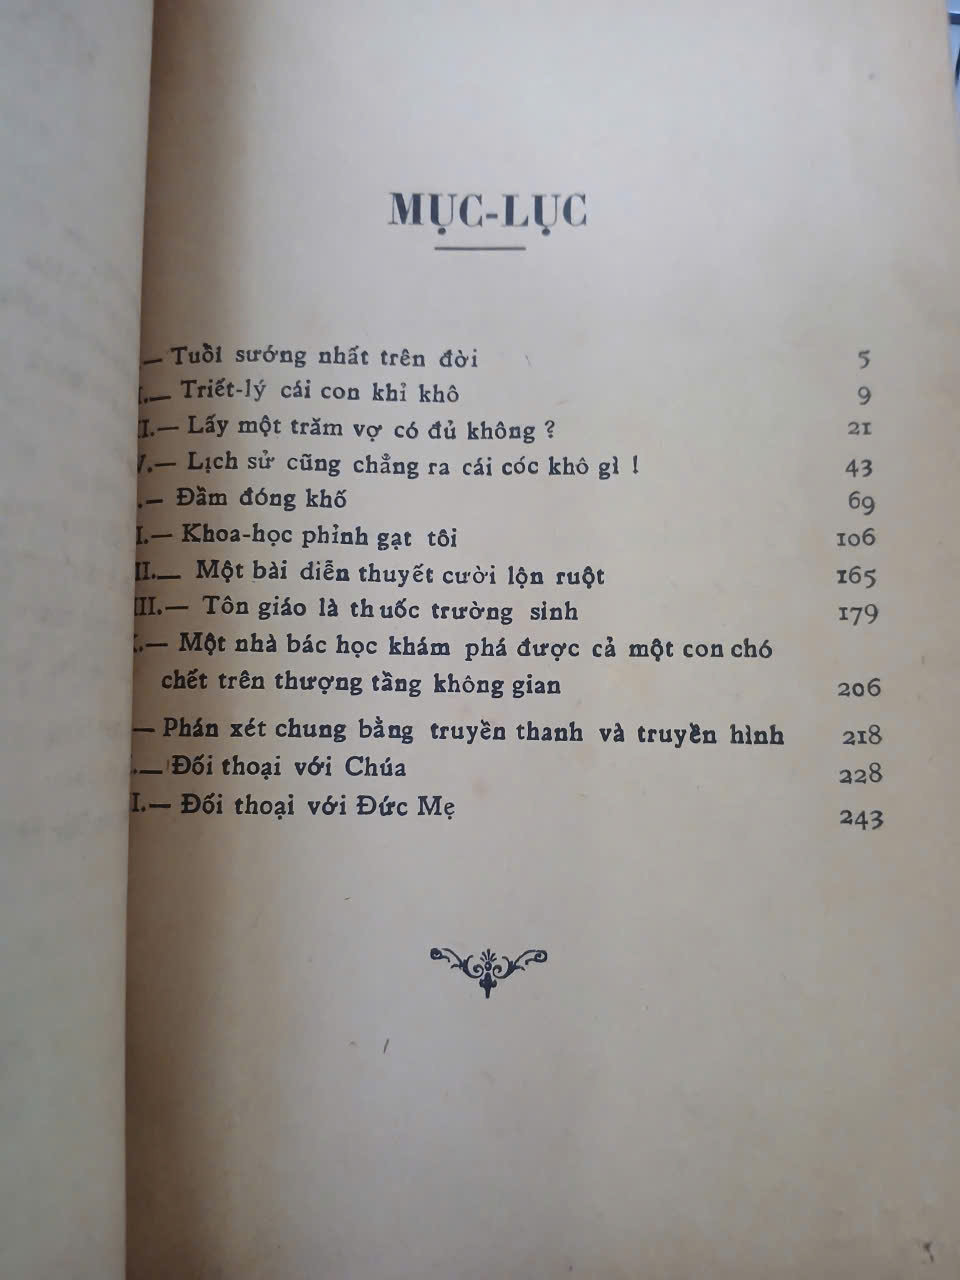 MỤC-LỤC
— Tuổi sướng nhất trên đời 5
I.— Triết-lý cái con khỉ khô 9
II.— Lấy một trăm vợ có đủ không ? 21
V.— Lịch sử cũng chẳng ra cái cóc khô gì ! 43
.— Đầm đóng khố 69
I.— Khoa-học phỉnh gạt tôi 106
II.— Một bài diễn thuyết cười lộn ruột 165
III.— Tôn giáo là thuốc trường sinh 179
.— Một nhà bác học khám phá được cả một con chó
chết trên thượng tầng không gian 206
— Phán xét chung bằng truyền thanh và truyền hình 218
.— Đối thoại với Chúa 228
I.— Đối thoại với Đức Mẹ 243